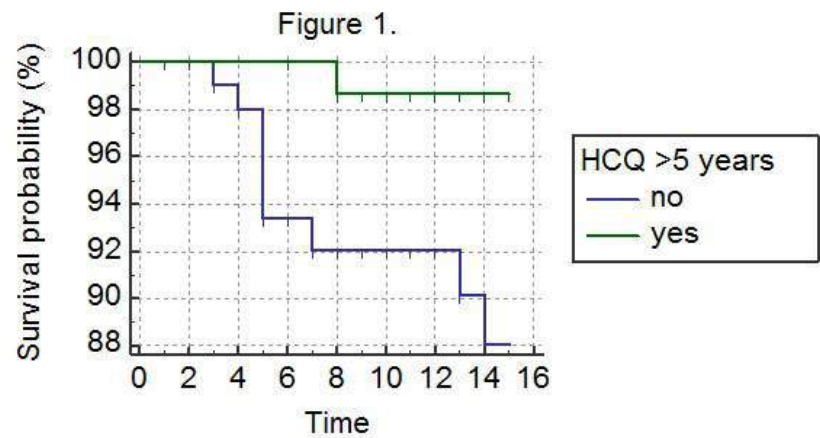 Figure 1.
Survival probability (%)
100
98
96
94
92
90
88
0 2 4 6 8 10 12 14 16
Time
HCQ >5 years
no
yes